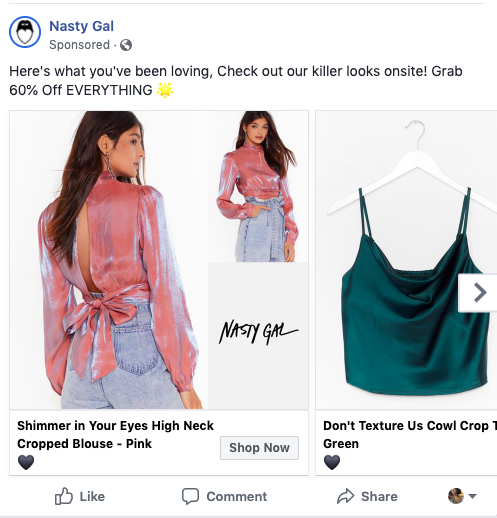 Nasty Gal
Sponsored ·
Here's what you've been loving, Check out our killer looks onsite! Grab
60% Off EVERYTHING 🌟
NASTY GAL
Shimmer in Your Eyes High Neck
Cropped Blouse - Pink
🖤
Shop Now
Don't Texture Us Cowl Crop T
Green
🖤
Like
Comment
Share